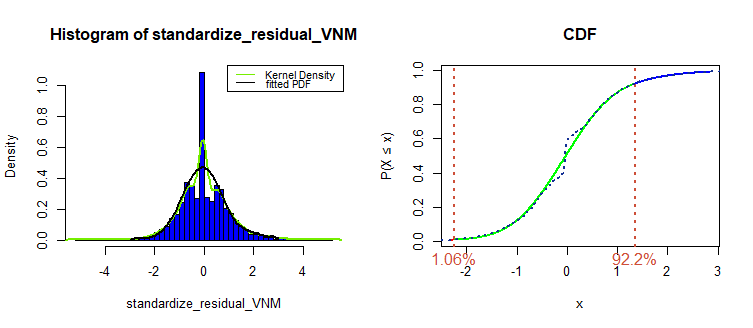 Histogram of standardize_residual_VNM
Density
0.0 0.2 0.4 0.6 0.8 1.0
Kernel Density
fitted PDF
-4 -2 0 2 4
standardize_residual_VNM
CDF
P(X ≤ x)
0.0 0.2 0.4 0.6 0.8 1.0
-2 -1 0 1 2 3
1.06% 92.2%
x